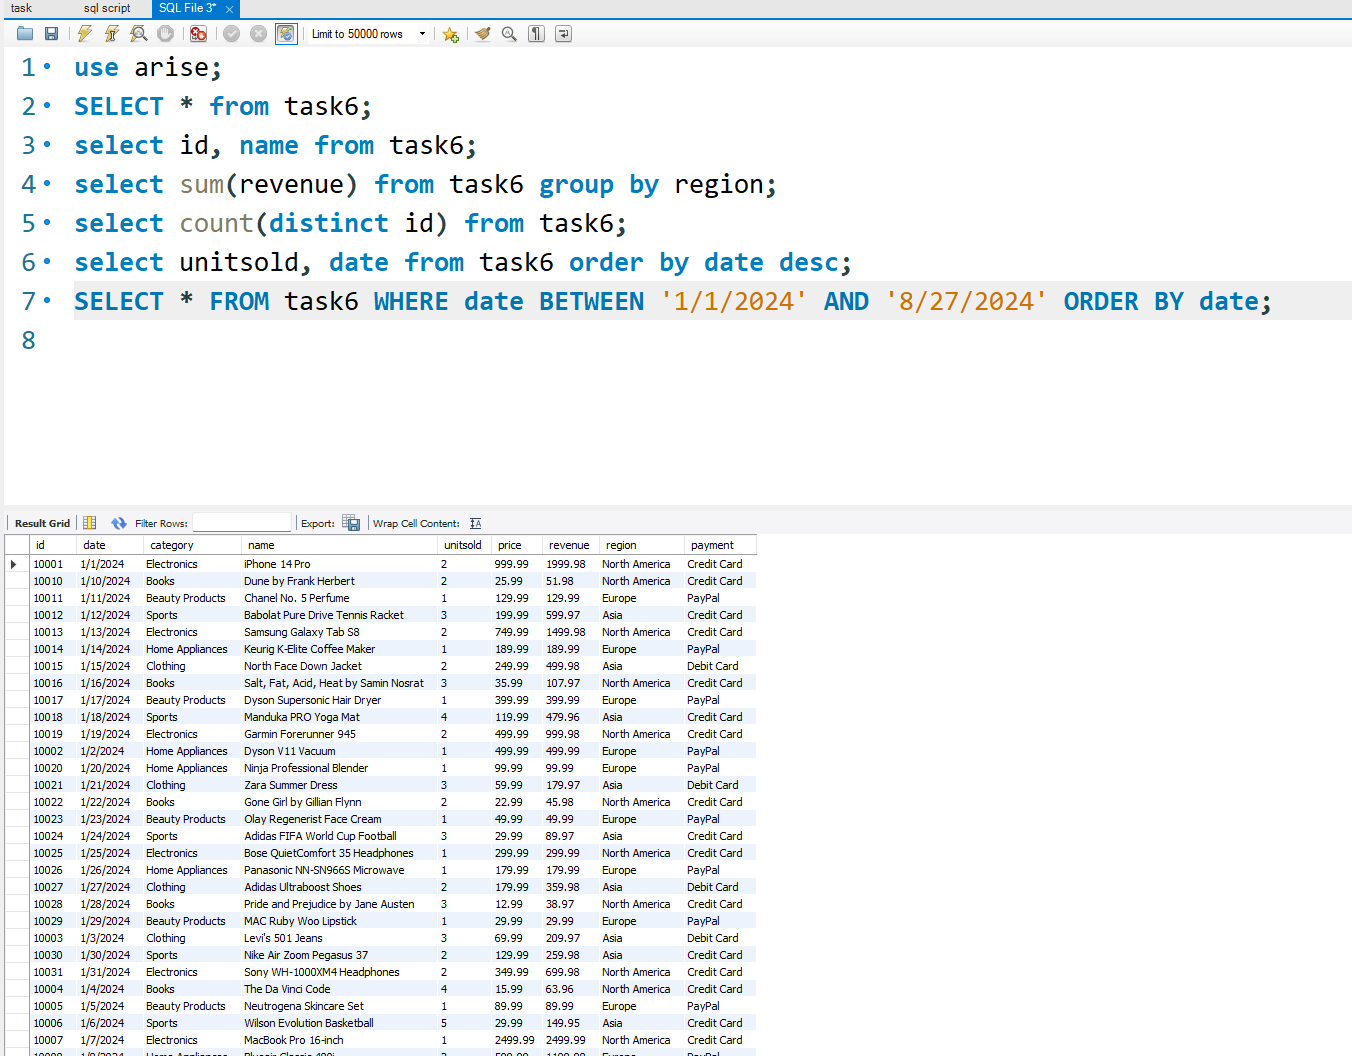 task sql script SQL File 3*
Limit to 50000 rows
1 use arise;
2 SELECT * from task6;
3 select id, name from task6;
4 select sum(revenue) from task6 group by region;
5 select count(distinct id) from task6;
6 select unitsold, date from task6 order by date desc;
7 SELECT * FROM task6 WHERE date BETWEEN '1/1/2024' AND '8/27/2024' ORDER BY date;
8
Result Grid Filter Rows: Export: Wrap Cell Content:
id date category name unitsold price revenue region payment
10001 1/1/2024 Electronics iPhone 14 Pro 2 999.99 1999.98 North America Credit Card
10010 1/10/2024 Books Dune by Frank Herbert 2 25.99 51.98 North America Credit Card
10011 1/11/2024 Beauty Products Chanel No. 5 Perfume 1 129.99 129.99 Europe PayPal
10012 1/12/2024 Sports Babolat Pure Drive Tennis Racket 3 199.99 599.97 Asia Credit Card
10013 1/13/2024 Electronics Samsung Galaxy Tab S8 2 749.99 1499.98 North America Credit Card
10014 1/14/2024 Home Appliances Keurig K-Elite Coffee Maker 1 189.99 189.99 Europe PayPal
10015 1/15/2024 Clothing North Face Down Jacket 2 249.99 499.98 Asia Debit Card
10016 1/16/2024 Books Salt, Fat, Acid, Heat by Samin Nosrat 3 35.99 107.97 North America Credit Card
10017 1/17/2024 Beauty Products Dyson Supersonic Hair Dryer 1 399.99 399.99 Europe PayPal
10018 1/18/2024 Sports Manduka PRO Yoga Mat 4 119.99 479.96 Asia Credit Card
10019 1/19/2024 Electronics Garmin Forerunner 945 2 499.99 999.98 North America Credit Card
10002 1/2/2024 Home Appliances Dyson V11 Vacuum 1 499.99 499.99 Europe PayPal
10020 1/20/2024 Home Appliances Ninja Professional Blender 1 99.99 99.99 Europe PayPal
10021 1/21/2024 Clothing Zara Summer Dress 3 59.99 179.97 Asia Debit Card
10022 1/22/2024 Books Gone Girl by Gillian Flynn 2 22.99 45.98 North America Credit Card
10023 1/23/2024 Beauty Products Olay Regenerist Face Cream 1 49.99 49.99 Europe PayPal
10024 1/24/2024 Sports Adidas FIFA World Cup Football 3 29.99 89.97 Asia Credit Card
10025 1/25/2024 Electronics Bose QuietComfort 35 Headphones 1 299.99 299.99 North America Credit Card
10026 1/26/2024 Home Appliances Panasonic NN-SN966S Microwave 1 179.99 179.99 Europe PayPal
10027 1/27/2024 Clothing Adidas Ultraboost Shoes 2 179.99 359.98 Asia Debit Card
10028 1/28/2024 Books Pride and Prejudice by Jane Austen 3 12.99 38.97 North America Credit Card
10029 1/29/2024 Beauty Products MAC Ruby Woo Lipstick 1 29.99 29.99 Europe PayPal
10003 1/3/2024 Clothing Levi's 501 Jeans 3 69.99 209.97 Asia Debit Card
10030 1/30/2024 Sports Nike Air Zoom Pegasus 37 2 129.99 259.98 Asia Credit Card
10031 1/31/2024 Electronics Sony WH-1000XM4 Headphones 2 349.99 699.98 North America Credit Card
10004 1/4/2024 Books The Da Vinci Code 4 15.99 63.96 North America Credit Card
10005 1/5/2024 Beauty Products Neutrogena Skincare Set 1 89.99 89.99 Europe PayPal
10006 1/6/2024 Sports Wilson Evolution Basketball 5 29.99 149.95 Asia Credit Card
10007 1/7/2024 Electronics MacBook Pro 16-inch 1 2499.99 2499.99 North America Credit Card